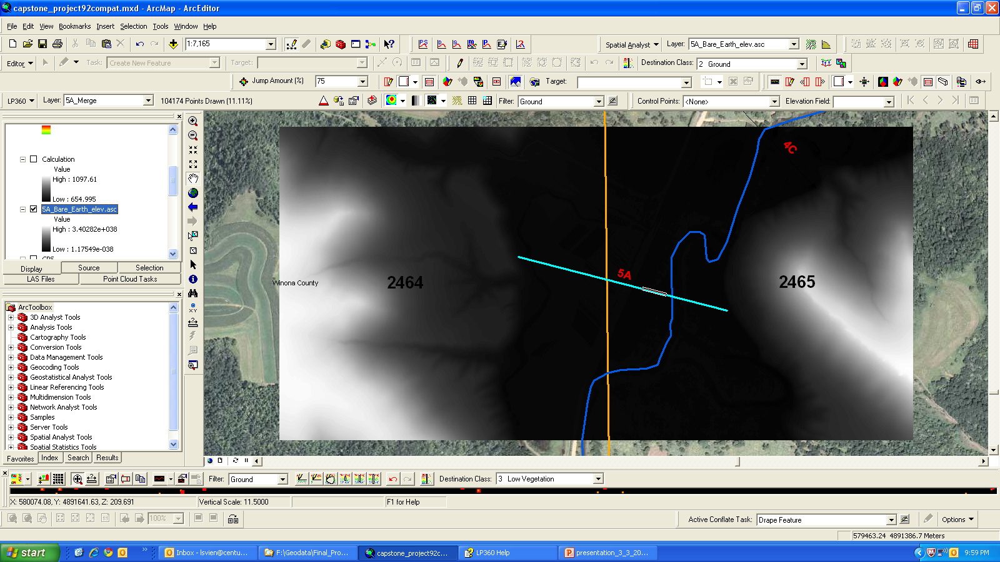 capstone_project92compat.mxd - ArcMap - ArcEditor
File Edit View Bookmarks Insert Selection Tools Window Help
1:7,165
Spatial Analyst Layer: 5A_Bare_Earth_elev.asc
Editor Task: Create New Feature Target: Destination Class: 2 Ground
Jump Amount (%) 75 Target:
LP360 Layer: 5A_Merge 104174 Points Drawn (11.11%) Filter: Ground Control Points: <None> Elevation Field:
Calculation
Value
High : 1097.61
Low : 654.995
5A_Bare_Earth_elev.asc
Value
High : 3.40282e+038
Low : 1.17549e-038
Display Source Selection
LAS Files Point Cloud Tasks
ArcToolbox
3D Analyst Tools
Analysis Tools
Cartography Tools
Conversion Tools
Data Management Tools
Geocoding Tools
Geostatistical Analyst Tools
Linear Referencing Tools
Multidimension Tools
Network Analyst Tools
Samples
Server Tools
Spatial Analyst Tools
Spatial Statistics Tools
Favorites Index Search Results
4C
5A
2464
2465
Winona County
Filter: Ground Destination Class: 3 Low Vegetation
X: 580074.08, Y: 4891641.63, Z: 209.691 Vertical Scale: 11.5000 F1 for Help
100% Active Conflate Task: Drape Feature Options
579463.24 4891386.7 Meters
start Inbox - lsvien@centu... F:\Geodata\Final_Pro... capstone_project92c... LP360 Help presentation_3_3_20... 9:59 PM